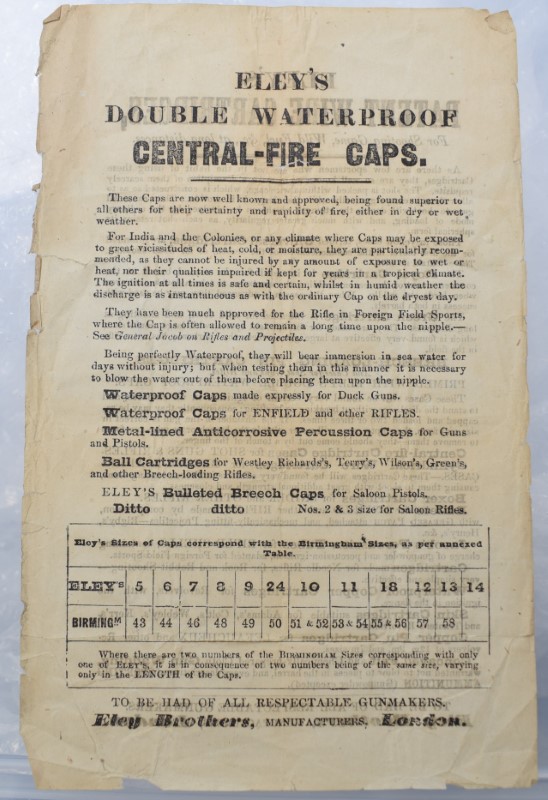 ELEY'S
DOUBLE WATERPROOF
CENTRAL-FIRE CAPS.
These Caps are now well known and approved, being found superior to
all others for their certainty and rapidity of fire, either in dry or wet
weather.
For India and the Colonies, or any climate where Caps may be exposed
to great vicissitudes of heat, cold, or moisture, they are particularly recom-
mended, as they cannot be injured by any amount of exposure to wet or
heat, nor their qualities impaired if kept for years in a tropical climate.
The ignition at all times is safe and certain, whilst in humid weather the
discharge is as instantaneous as with the ordinary Cap on the dryest day.
They have been much approved for the Rifle in Foreign Field Sports,
where the Cap is often allowed to remain a long time upon the nipple.—
See General Jacob on Rifles and Projectiles.
Being perfectly Waterproof, they will bear immersion in sea water for
days without injury; but when testing them in this manner it is necessary
to blow the water out of them before placing them upon the nipple.
Waterproof Caps made expressly for Duck Guns.
Waterproof Caps for ENFIELD and other RIFLES.
Metal-lined Anticorrosive Percussion Caps for Guns
and Pistols.
Ball Cartridges for Westley Richards's, Terry's, Wilson's, Green's,
and other Breech-loading Rifles.
ELEY'S Bulleted Breech Caps for Saloon Pistols.
Ditto ditto Nos. 2 & 3 size for Saloon Rifles.
Eley's Sizes of Caps correspond with the Birmingham Sizes, as per annexed
Table.
ELEY'S 5 6 7 8 9 24 10 11 18 12 13 14
BIRMINGM 43 44 46 48 49 50 51 & 52 53 & 54 55 & 56 57 58
Where there are two numbers of the BIRMINGHAM Sizes corresponding with only
one of ELEY'S, it is in consequence of two numbers being of the same size, varying
only in the LENGTH of the Caps.
TO BE HAD OF ALL RESPECTABLE GUNMAKERS.
Eley Brothers, MANUFACTURERS, London.